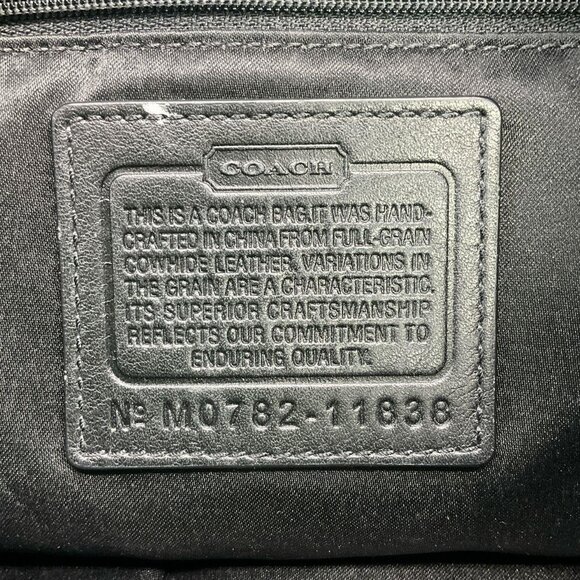 COACH
THIS IS A COACH BAG.IT WAS HAND-
CRAFTED IN CHINA FROM FULL-GRAIN
COWHIDE LEATHER. VARIATIONS IN
THE GRAIN ARE A CHARACTERISTIC.
ITS SUPERIOR CRAFTSMANSHIP
REFLECTS OUR COMMITMENT TO
ENDURING QUALITY.
Nº M0782-11838